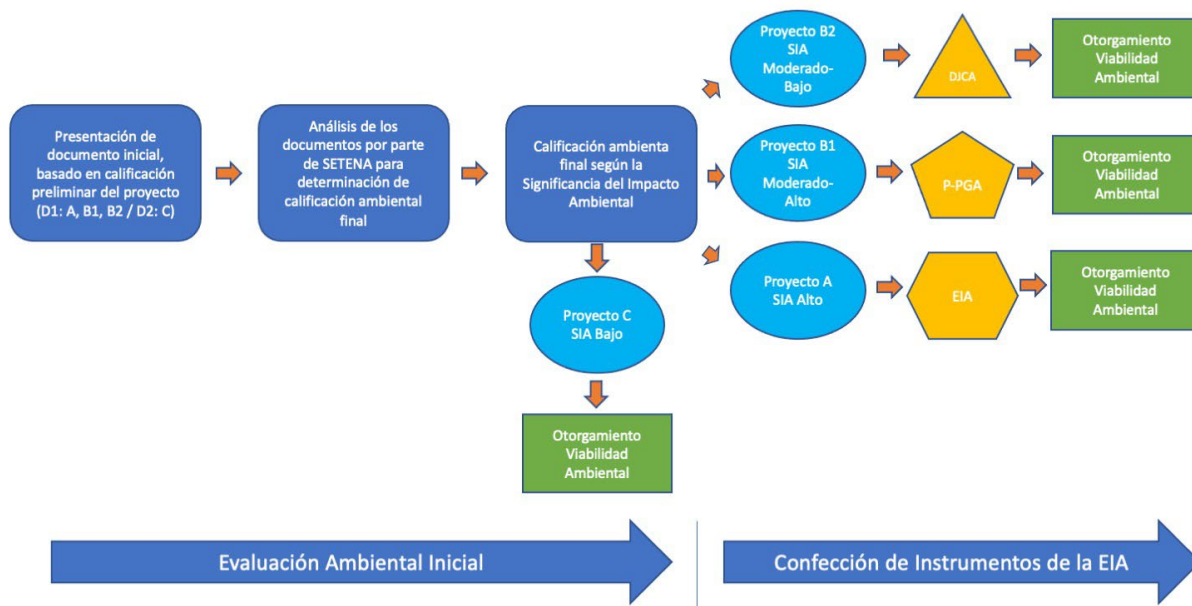 Presentación de
documento inicial,
basado en calificación
preliminar del proyecto
(D1: A, B1, B2 / D2: C)
Análisis de los
documentos por parte
de SETENA para
determinación de
calificación ambiental
final
Calificación ambienta
final según la
Significancia del Impacto
Ambiental
Proyecto B2
SIA
Moderado-
Bajo
DJCA
Otorgamiento
Viabilidad
Ambiental
Proyecto B1
SIA
Moderado-
Alto
P-PGA
Otorgamiento
Viabilidad
Ambiental
Proyecto A
SIA Alto
EIA
Otorgamiento
Viabilidad
Ambiental
Proyecto C
SIA Bajo
Otorgamiento
Viabilidad
Ambiental
Evaluación Ambiental Inicial
Confección de Instrumentos de la EIA